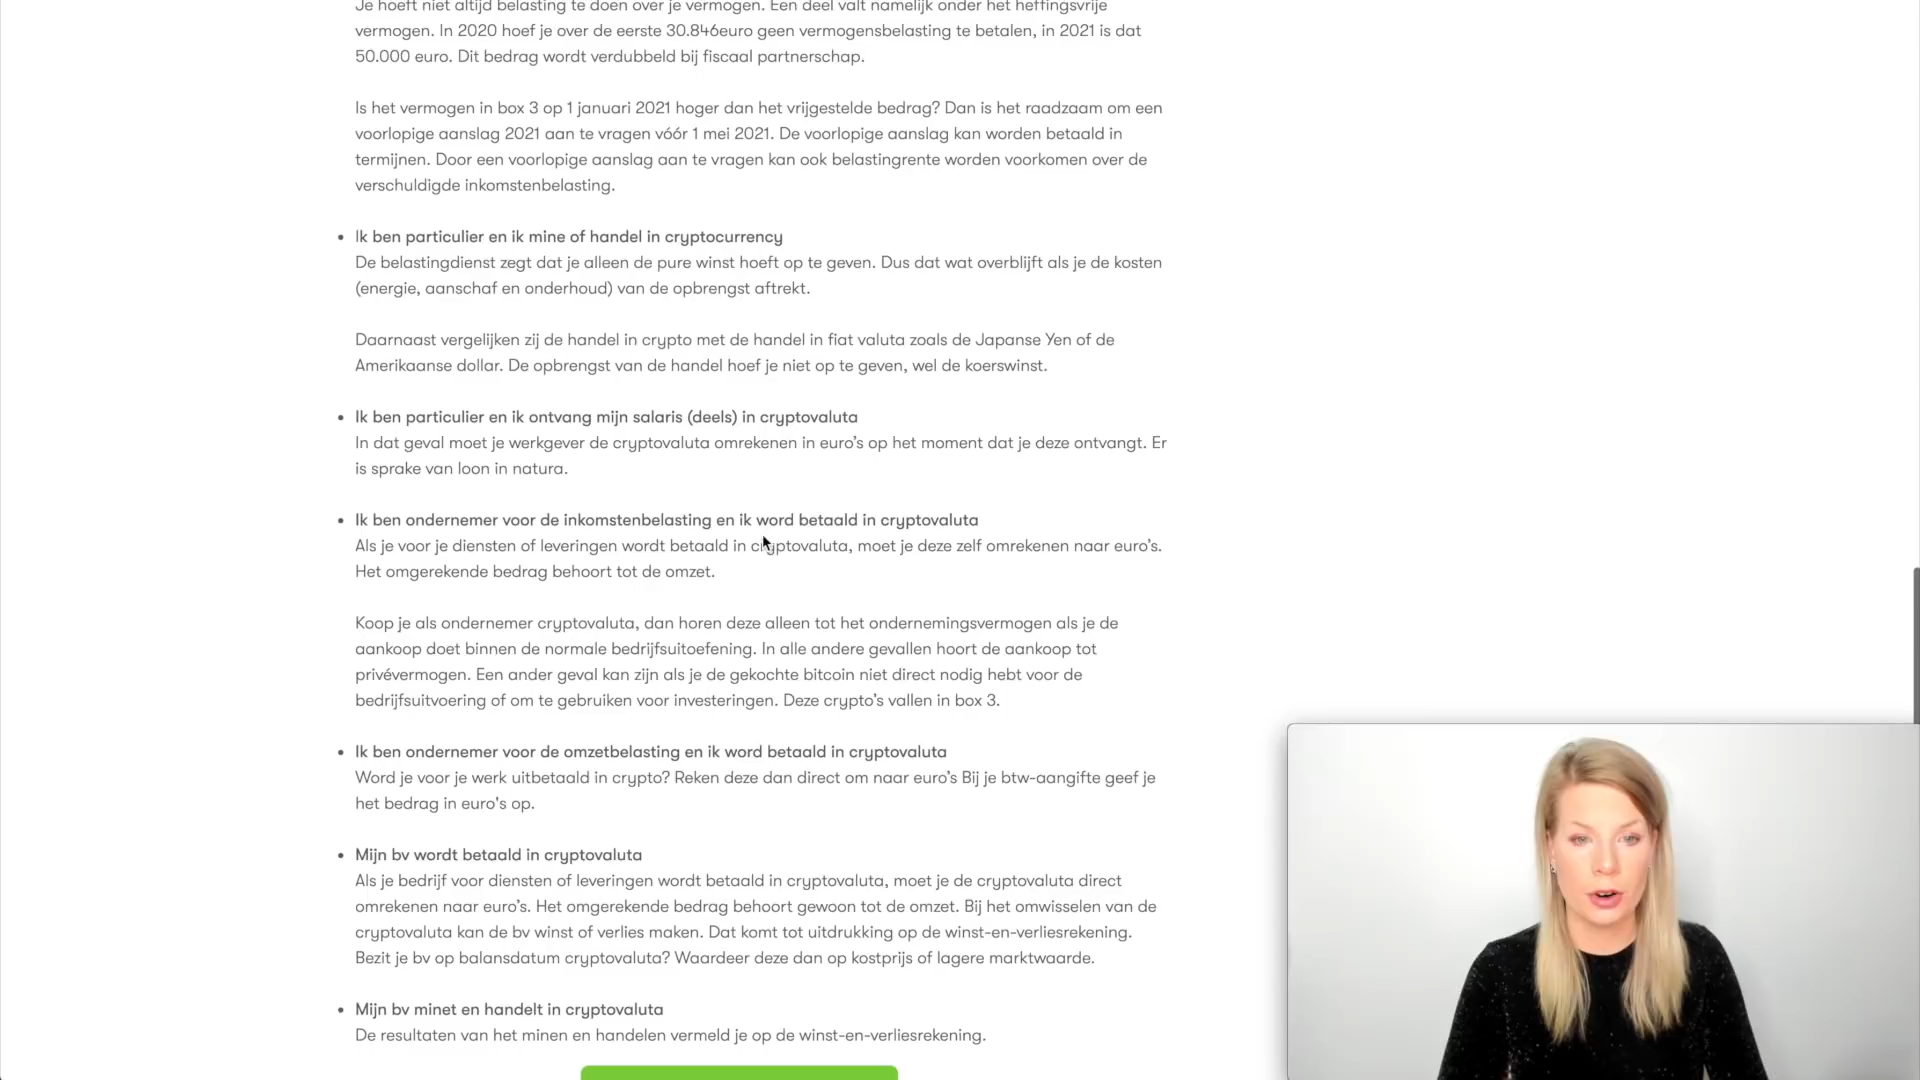 Je hoeft niet altijd belasting te doen over je vermogen. Een deel valt namelijk onder het heffingsvrije
vermogen. In 2020 hoef je over de eerste 30.846euro geen vermogensbelasting te betalen, in 2021 is dat
50.000 euro. Dit bedrag wordt verdubbeld bij fiscaal partnerschap.
Is het vermogen in box 3 op 1 januari 2021 hoger dan het vrijgestelde bedrag? Dan is het raadzaam om een
voorlopige aanslag 2021 aan te vragen vóór 1 mei 2021. De voorlopige aanslag kan worden betaald in
termijnen. Door een voorlopige aanslag aan te vragen kan ook belastingrente worden voorkomen over de
verschuldigde inkomstenbelasting.
• Ik ben particulier en ik mine of handel in cryptocurrency
De belastingdienst zegt dat je alleen de pure winst hoeft op te geven. Dus dat wat overblijft als je de kosten
(energie, aanschaf en onderhoud) van de opbrengst aftrekt.
Daarnaast vergelijken zij de handel in crypto met de handel in fiat valuta zoals de Japanse Yen of de
Amerikaanse dollar. De opbrengst van de handel hoef je niet op te geven, wel de koerswinst.
• Ik ben particulier en ik ontvang mijn salaris (deels) in cryptovaluta
In dat geval moet je werkgever de cryptovaluta omrekenen in euro’s op het moment dat je deze ontvangt. Er
is sprake van loon in natura.
• Ik ben ondernemer voor de inkomstenbelasting en ik word betaald in cryptovaluta
Als je voor je diensten of leveringen wordt betaald in cryptovaluta, moet je deze zelf omrekenen naar euro’s.
Het omgerekende bedrag behoort tot de omzet.
Koop je als ondernemer cryptovaluta, dan horen deze alleen tot het ondernemingsvermogen als je de
aankoop doet binnen de normale bedrijfsuitoefening. In alle andere gevallen hoort de aankoop tot
privévermogen. Een ander geval kan zijn als je de gekochte bitcoin niet direct nodig hebt voor de
bedrijfsuitvoering of om te gebruiken voor investeringen. Deze crypto’s vallen in box 3.
• Ik ben ondernemer voor de omzetbelasting en ik word betaald in cryptovaluta
Word je voor je werk uitbetaald in crypto? Reken deze dan direct om naar euro’s Bij je btw-aangifte geef je
het bedrag in euro's op.
• Mijn bv wordt betaald in cryptovaluta
Als je bedrijf voor diensten of leveringen wordt betaald in cryptovaluta, moet je de cryptovaluta direct
omrekenen naar euro’s. Het omgerekende bedrag behoort gewoon tot de omzet. Bij het omwisselen van de
cryptovaluta kan de bv winst of verlies maken. Dat komt tot uitdrukking op de winst-en-verliesrekening.
Bezit je bv op balansdatum cryptovaluta? Waardeer deze dan op kostprijs of lagere marktwaarde.
• Mijn bv minet en handelt in cryptovaluta
De resultaten van het minen en handelen vermeld je op de winst-en-verliesrekening.